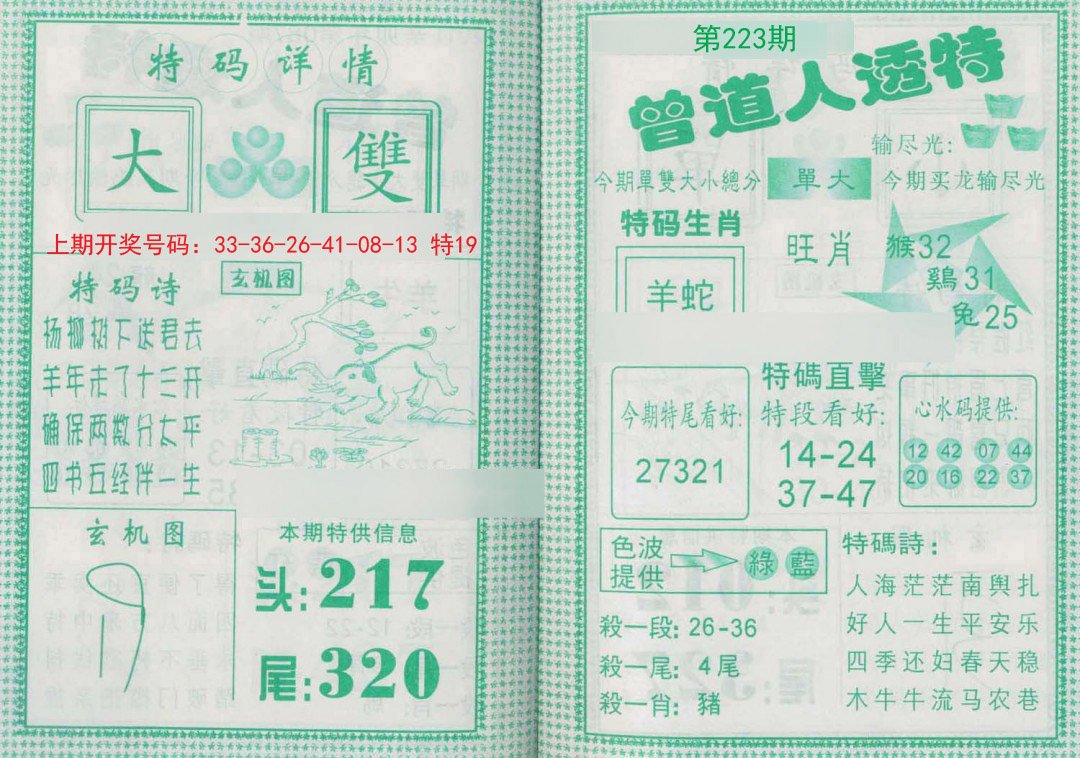 特码详情
大 雙
上期开奖号码：33-36-26-41-08-13 特19
特码诗
扬柳树下送君去
羊年走了十三开
确保两数分太平
四书五经伴一生
玄机图
玄机图
本期特供信息
头:217
尾:320
第223期
曾道人透特
输尽光:
今期單雙大小總分 單大 今期买龙输尽光
特码生肖
羊蛇
旺肖
猴32
鷄31
兔25
今期特尾看好:
27321
特碼直擊
特段看好:
14-24
37-47
心水码提供:
12 42 07 44
20 16 22 37
色波提供 綠 藍
殺一段: 26-36
殺一尾: 4尾
殺一肖: 豬
特碼詩:
人海茫茫南舆扎
好人一生平安乐
四季还妇春天稳
木牛牛流马农巷